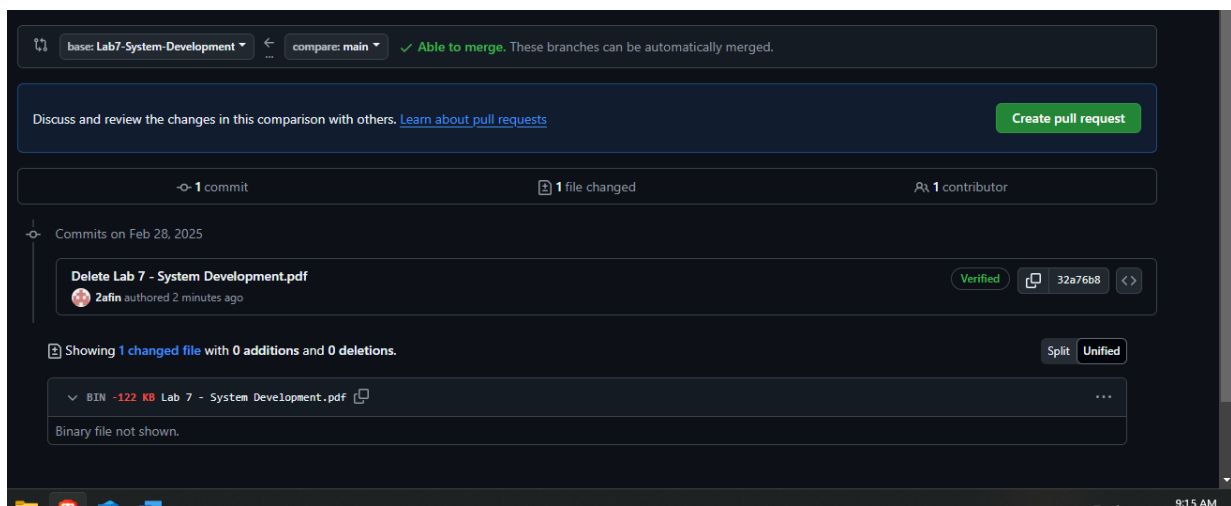 base: Lab7-System-Development compare: main Able to merge. These branches can be automatically merged.
Discuss and review the changes in this comparison with others. Learn about pull requests Create pull request
1 commit 1 file changed 1 contributor
Commits on Feb 28, 2025
Delete Lab 7 - System Development.pdf
2afin authored 2 minutes ago Verified 32a76b8
Showing 1 changed file with 0 additions and 0 deletions. Split Unified
BIN -122 KB Lab 7 - System Development.pdf
Binary file not shown.
9:15 AM